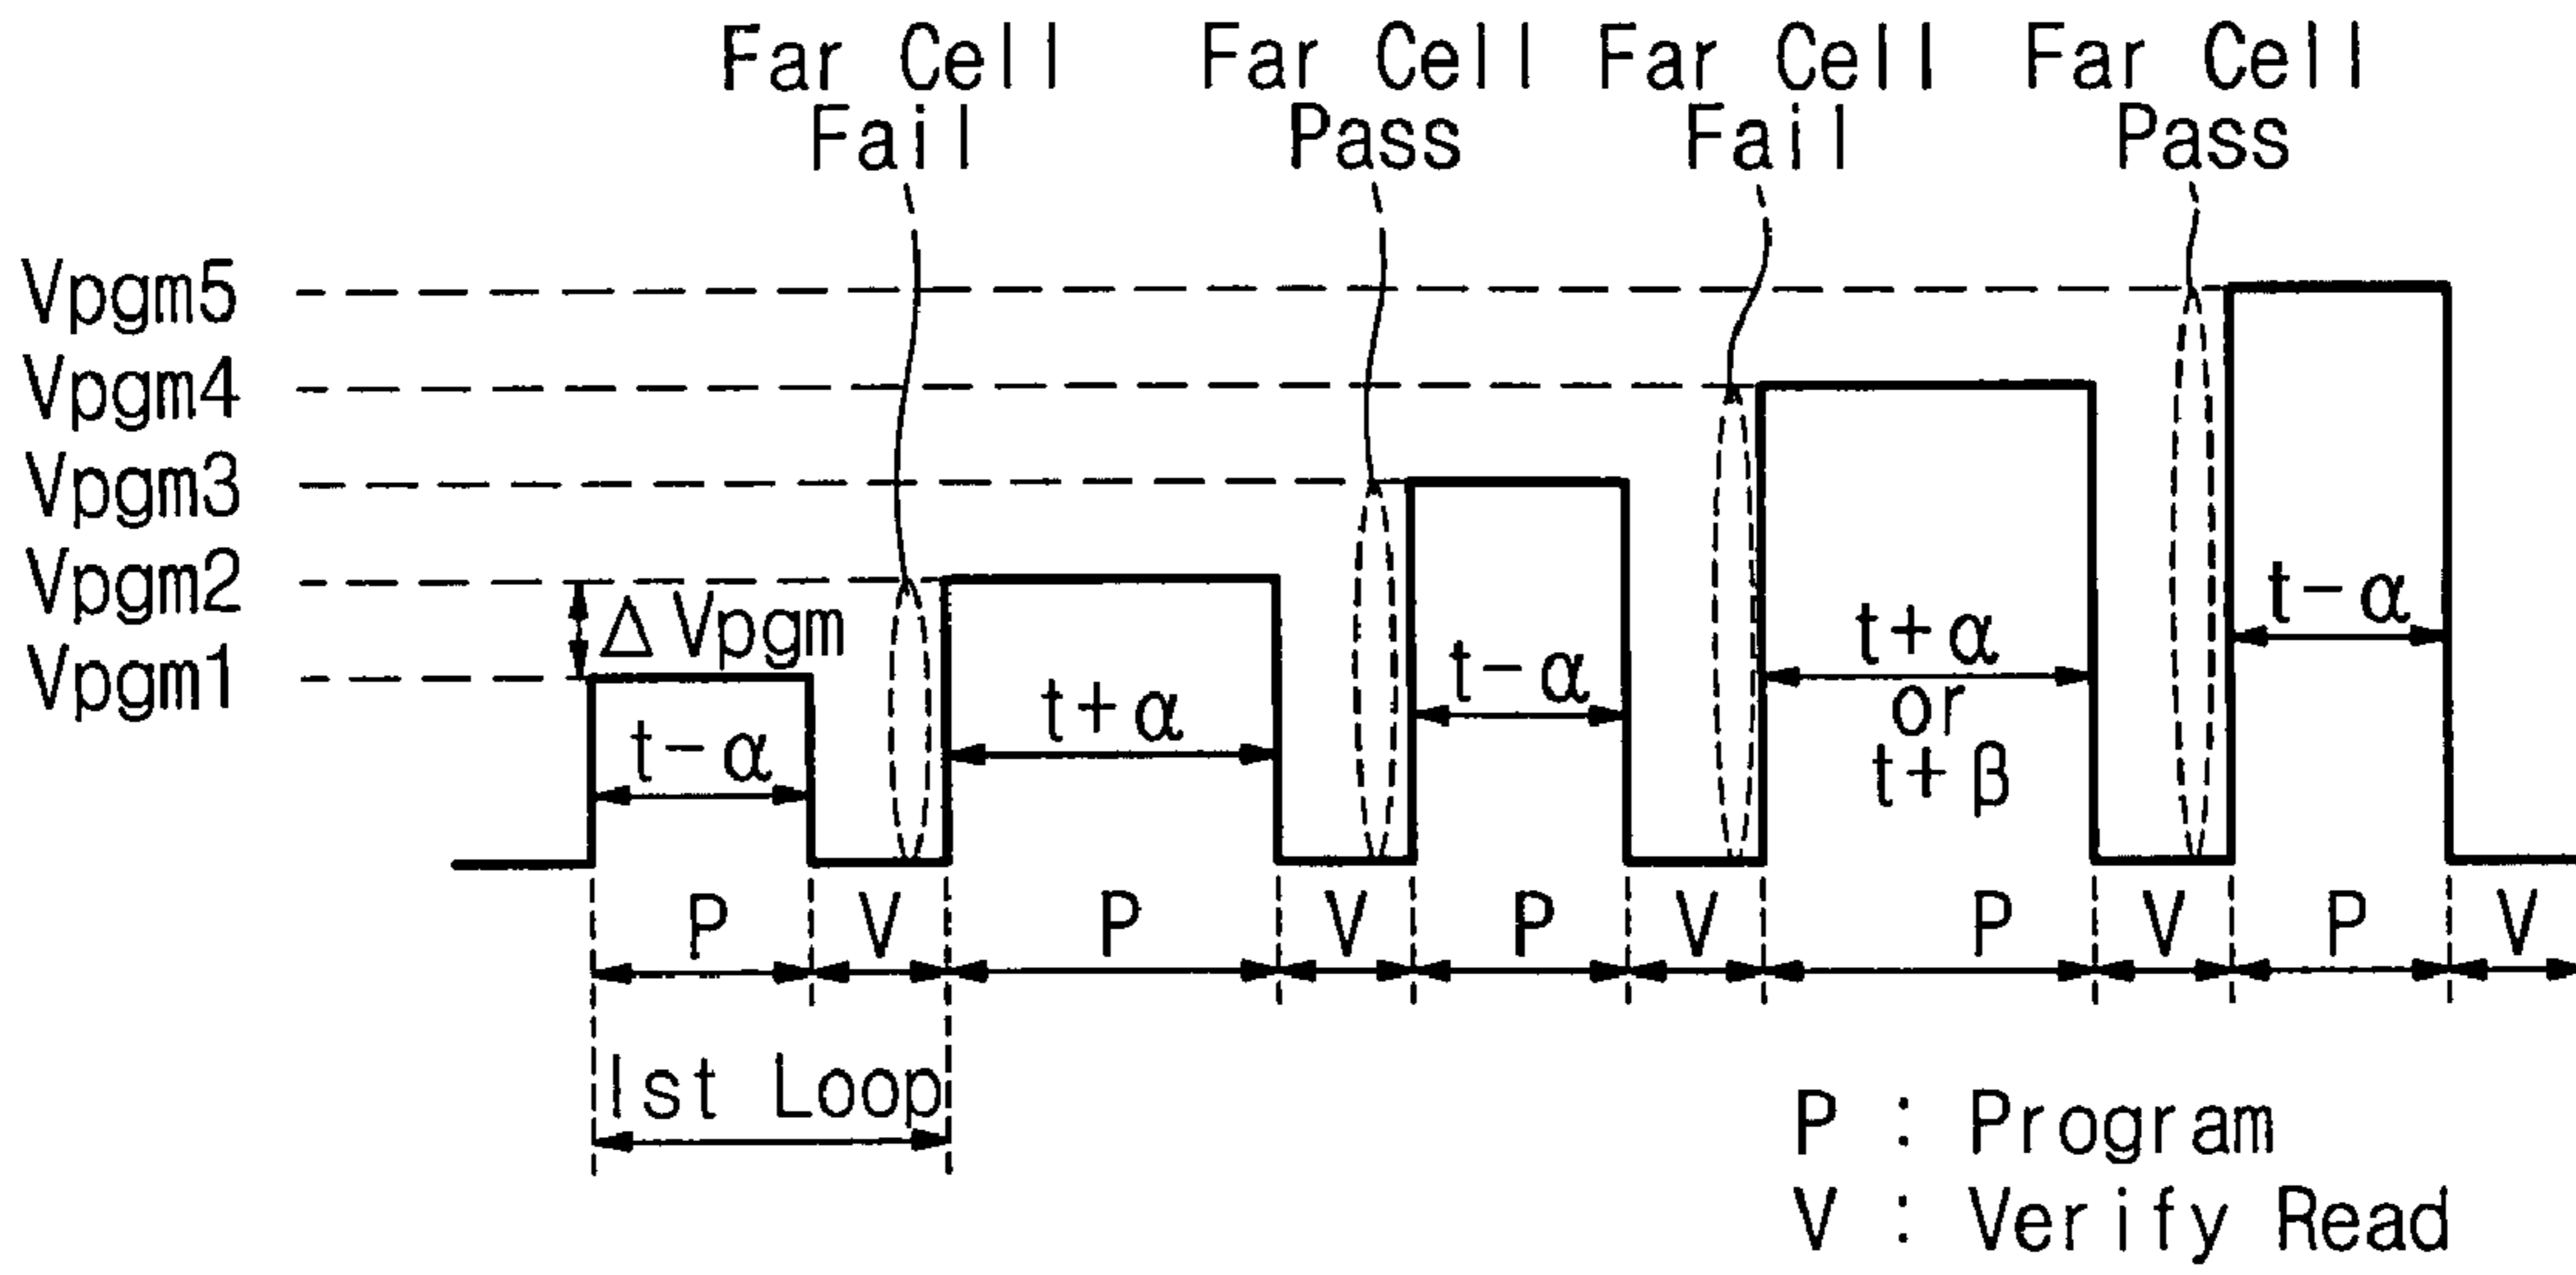 Far Cell Far Cell Far Cell Far Cell
Fail Pass Fail Pass
Vpgm5
Vpgm4
Vpgm3
Vpgm2
Δ Vpgm
Vpgm1
t-α
t+α
t-α
t+α
or
t+β
t-α
P V P V P V P V P V
1st Loop
P : Program
V : Verify Read